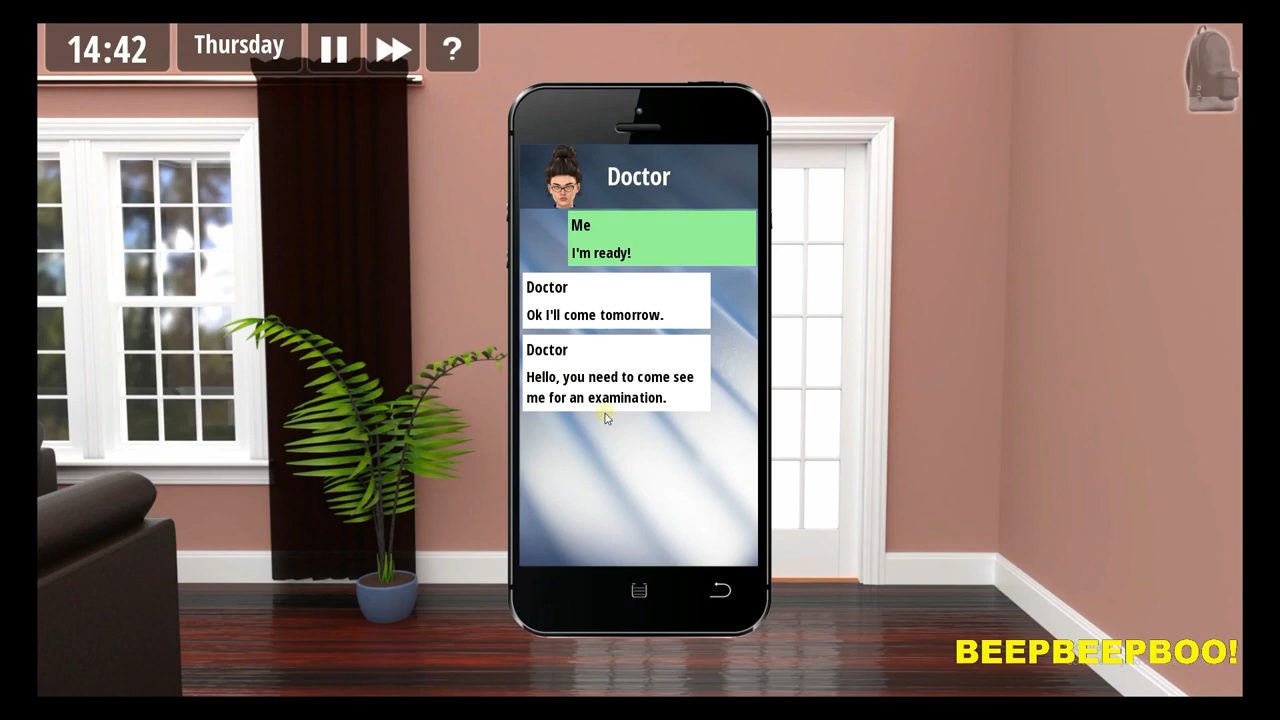 14:42
Thursday
?
Doctor
Me
I'm ready!
Doctor
Ok I'll come tomorrow.
Doctor
Hello, you need to come see
me for an examination.
BEEPBEEPBOO!